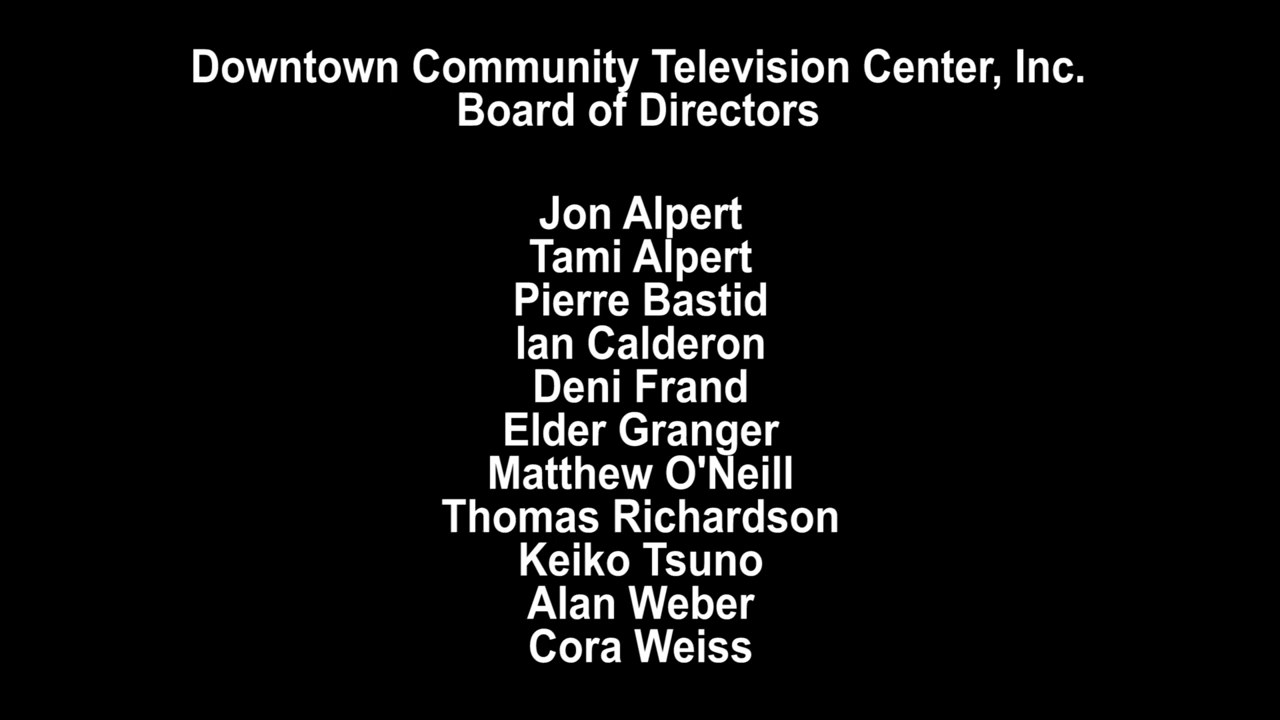 Downtown Community Television Center, Inc.
Board of Directors
Jon Alpert
Tami Alpert
Pierre Bastid
Ian Calderon
Deni Frand
Elder Granger
Matthew O'Neill
Thomas Richardson
Keiko Tsuno
Alan Weber
Cora Weiss